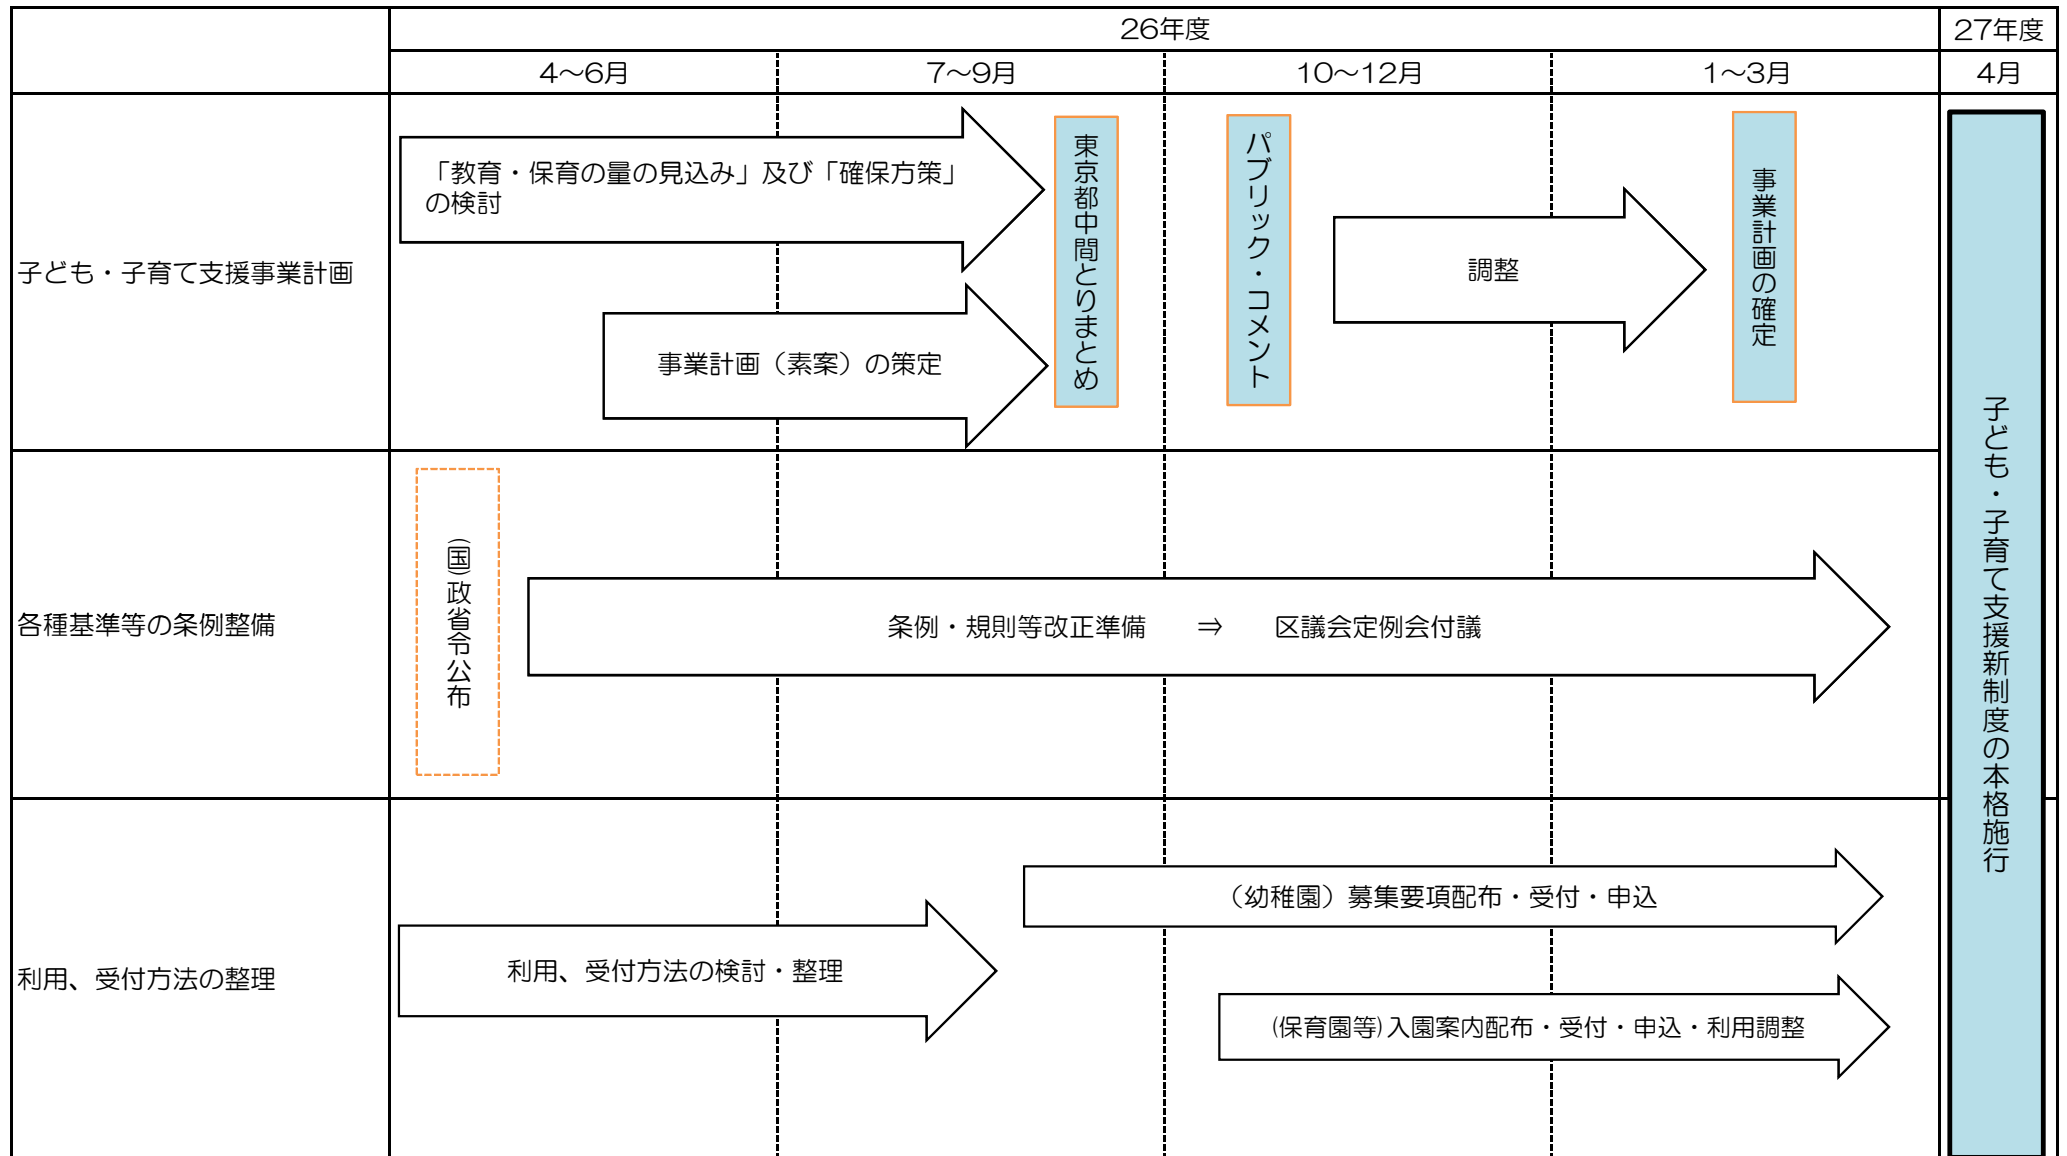 26年度
27年度
4～6月
7～9月
10～12月
1～3月
4月
子ども・子育て支援事業計画
「教育・保育の量の見込み」及び「確保方策」
の検討
事業計画（素案）の策定
東京都中間とりまとめ
パブリック・コメント
調整
事業計画の確定
子ども・子育て支援新制度の本格施行
各種基準等の条例整備
(国)政省令公布
条例・規則等改正準備　⇒　区議会定例会付議
利用、受付方法の整理
利用、受付方法の検討・整理
（幼稚園）募集要項配布・受付・申込
(保育園等)入園案内配布・受付・申込・利用調整